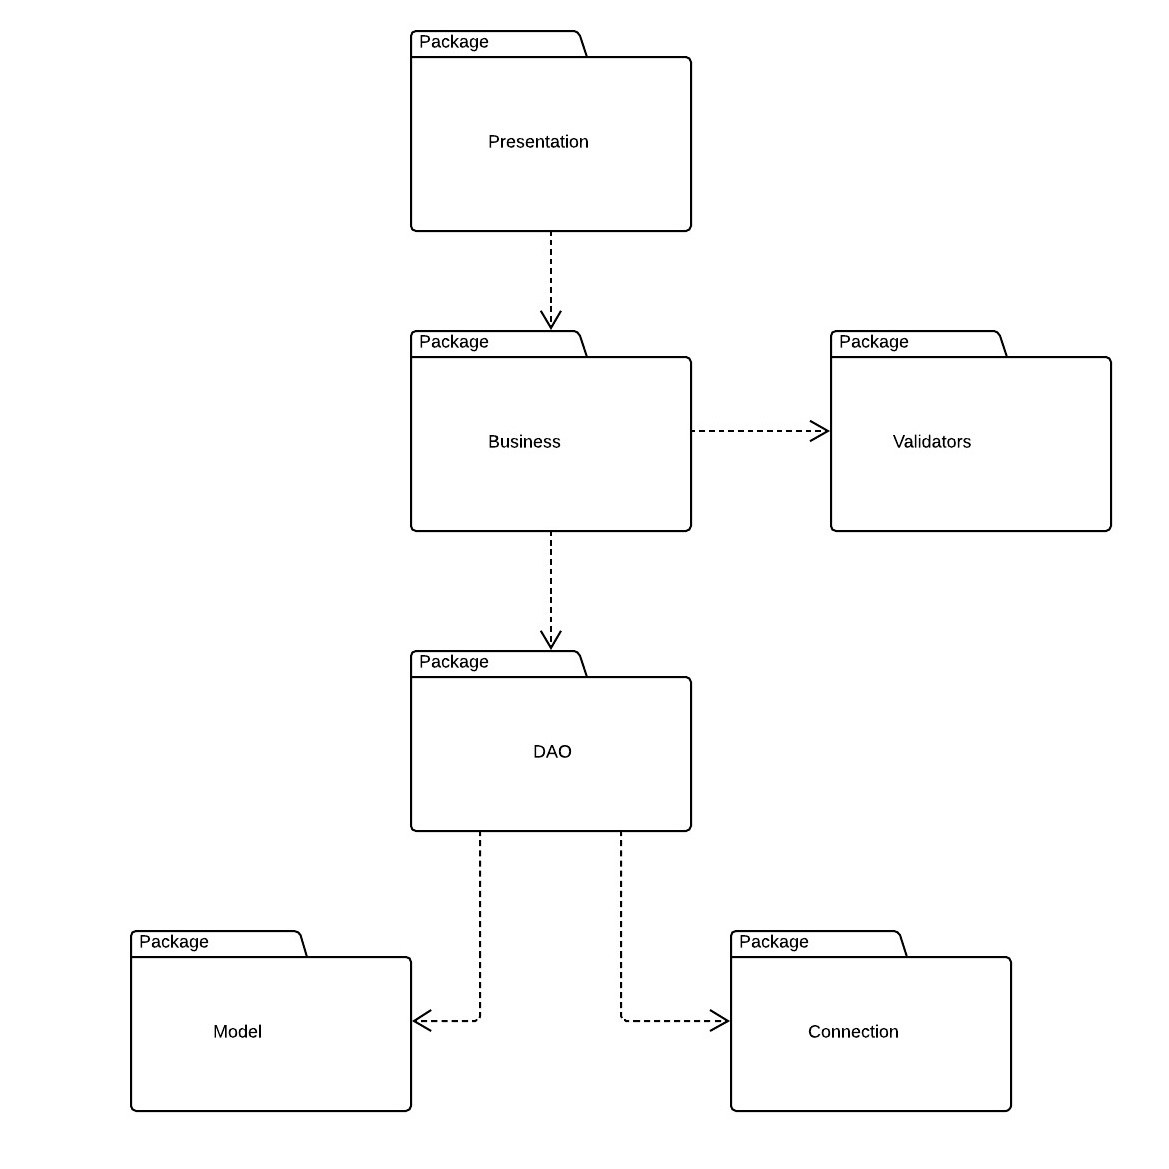 Package
Presentation
Package
Business
Package
Validators
Package
DAO
Package
Model
Package
Connection